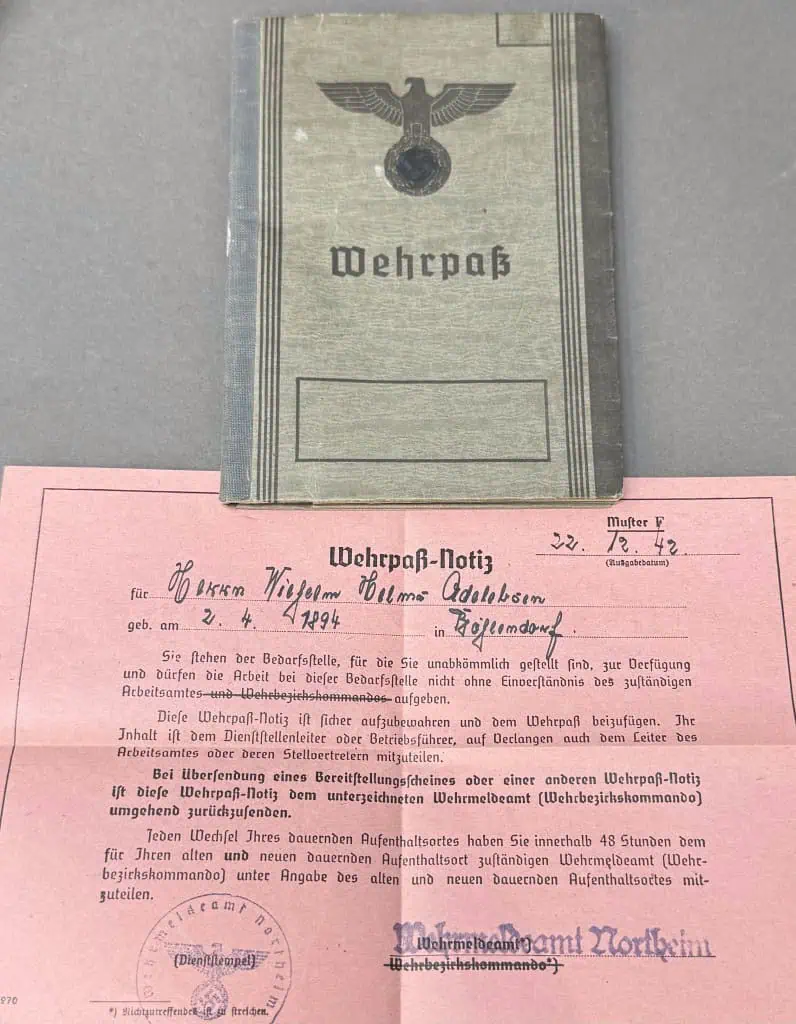 Wehrpaß
Muster F
22. 12. 42.
(Ausgabedatum)
Wehrpaß-Notiz
für Herrn Wilhelm Helmō Adelebsen
geb. am 2. 4. 1894 in
Sie stehen der Bedarfsstelle, für die Sie unabkömmlich gestellt sind, zur Verfügung
und dürfen die Arbeit bei dieser Bedarfsstelle nicht ohne Einverständnis des zuständigen
Arbeitsamtes und Wehrbezirkskommandos aufgeben.
Diese Wehrpaß-Notiz ist sicher aufzubewahren und dem Wehrpaß beizufügen. Ihr
Inhalt ist dem Dienststellenleiter oder Betriebsführer, auf Verlangen auch dem Leiter des
Arbeitsamtes oder deren Stellvertretern mitzuteilen.
Bei Übersendung eines Bereitstellungsscheines oder einer anderen Wehrpaß-Notiz
ist diese Wehrpaß-Notiz dem unterzeichneten Wehrmeldeamt (Wehrbezirkskommando)
umgehend zurückzusenden.
Jeden Wechsel Ihres dauernden Aufenthaltsortes haben Sie innerhalb 48 Stunden dem
für Ihren alten und neuen dauernden Aufenthaltsort zuständigen Wehrmeldeamt (Wehr-
bezirkskommando) unter Angabe des alten und neuen dauernden Aufenthaltsortes mit-
zuteilen.
Wehrmeldeamt Northeim
(Dienststempel)
Wehrmeldeamt Northeim
Wehrmeldeamt*)
Wehrbezirkskommando*)
*) Nichtzutreffendes ist zu streichen.
870